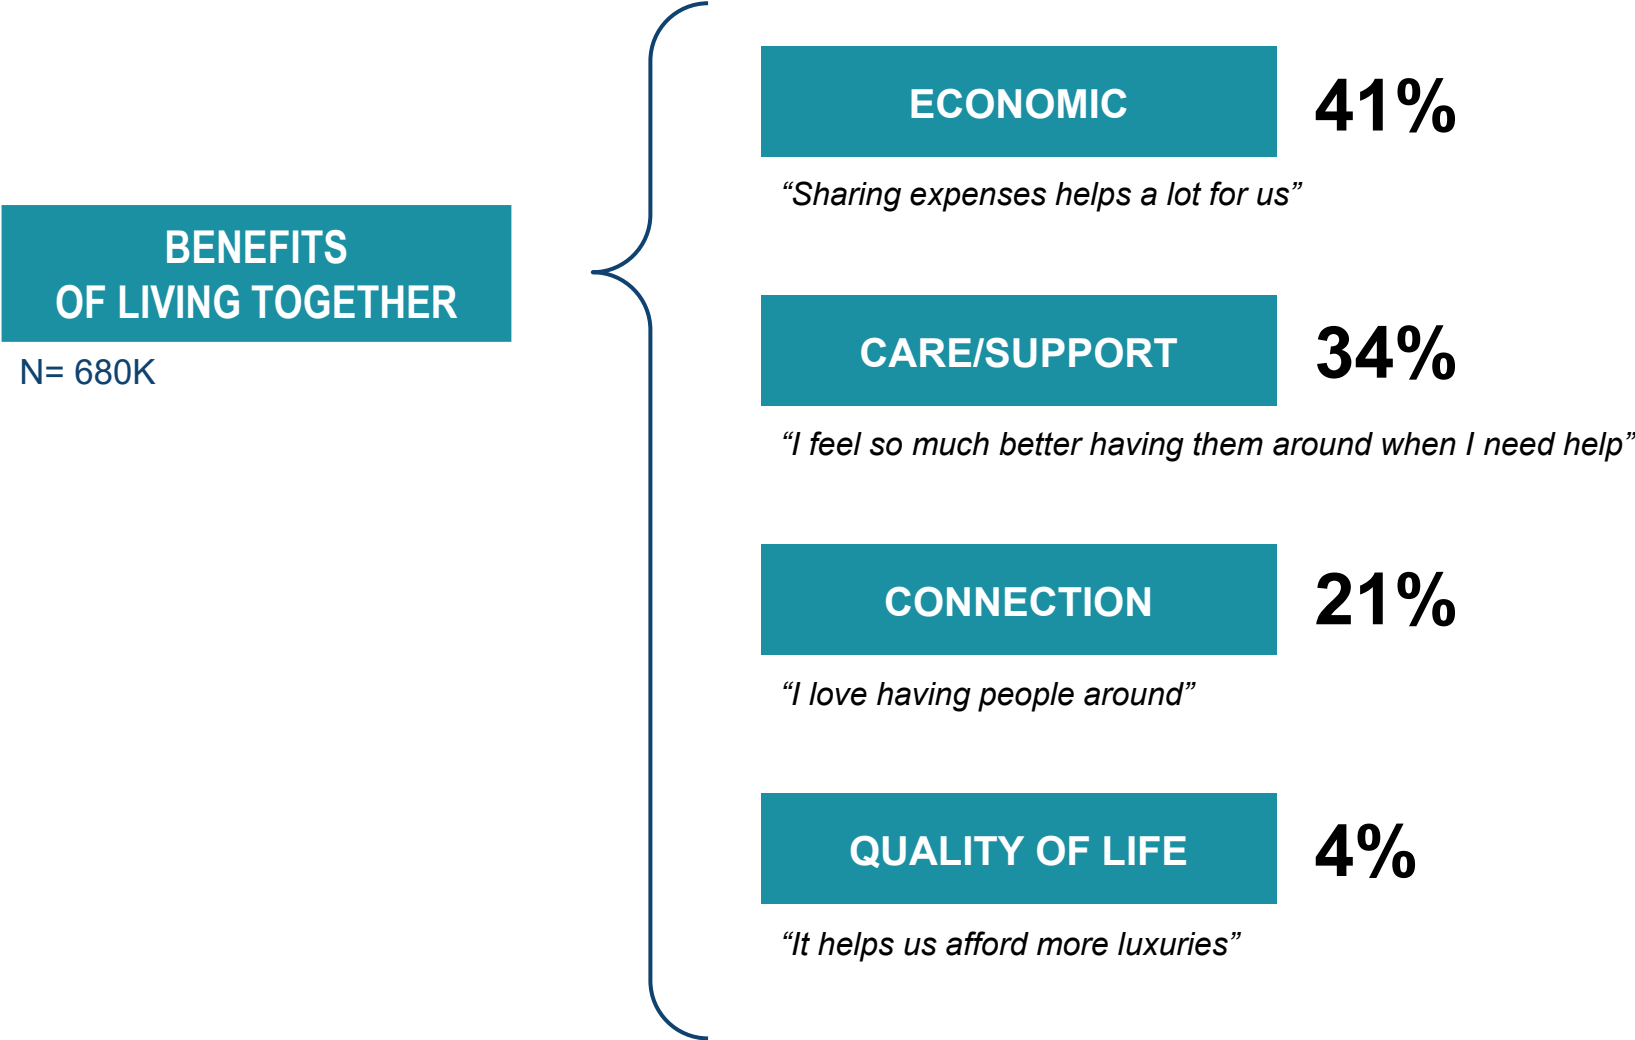 BENEFITS
OF LIVING TOGETHER
N= 680K
ECONOMIC
41%
“Sharing expenses helps a lot for us”
CARE/SUPPORT
34%
“I feel so much better having them around when I need help”
CONNECTION
21%
“I love having people around”
QUALITY OF LIFE
4%
“It helps us afford more luxuries”